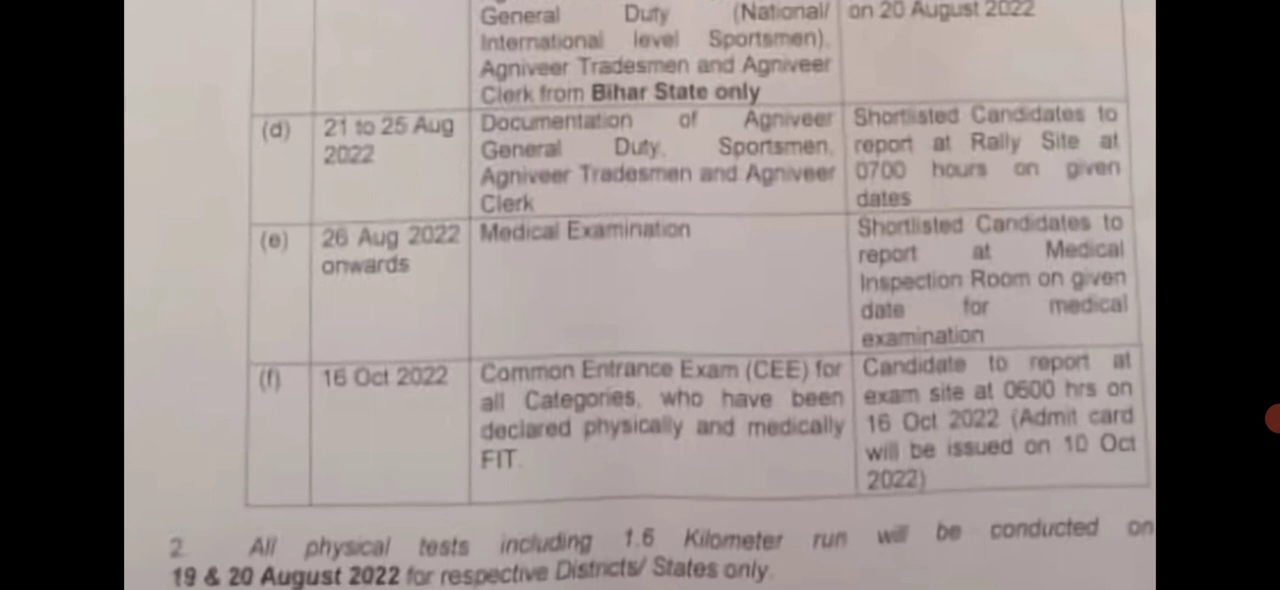 General Duty (National/ on 20 August 2022
International level Sportsmen),
Agniveer Tradesmen and Agniveer
Clerk from Bihar State only
(d) 21 to 25 Aug 2022 Documentation of Agniveer Shortlisted Candidates to
General Duty, Sportsmen, report at Rally Site at
Agniveer Tradesmen and Agniveer 0700 hours on given
Clerk dates
(e) 26 Aug 2022 onwards Medical Examination Shortlisted Candidates to
report at Medical
Inspection Room on given
date for medical
examination
(f) 16 Oct 2022 Common Entrance Exam (CEE) for Candidate to report at
all Categories, who have been exam site at 0600 hrs on
declared physically and medically 16 Oct 2022 (Admit card
FIT. will be issued on 10 Oct
2022)
2. All physical tests including 1.6 Kilometer run will be conducted on
19 & 20 August 2022 for respective Districts/ States only.